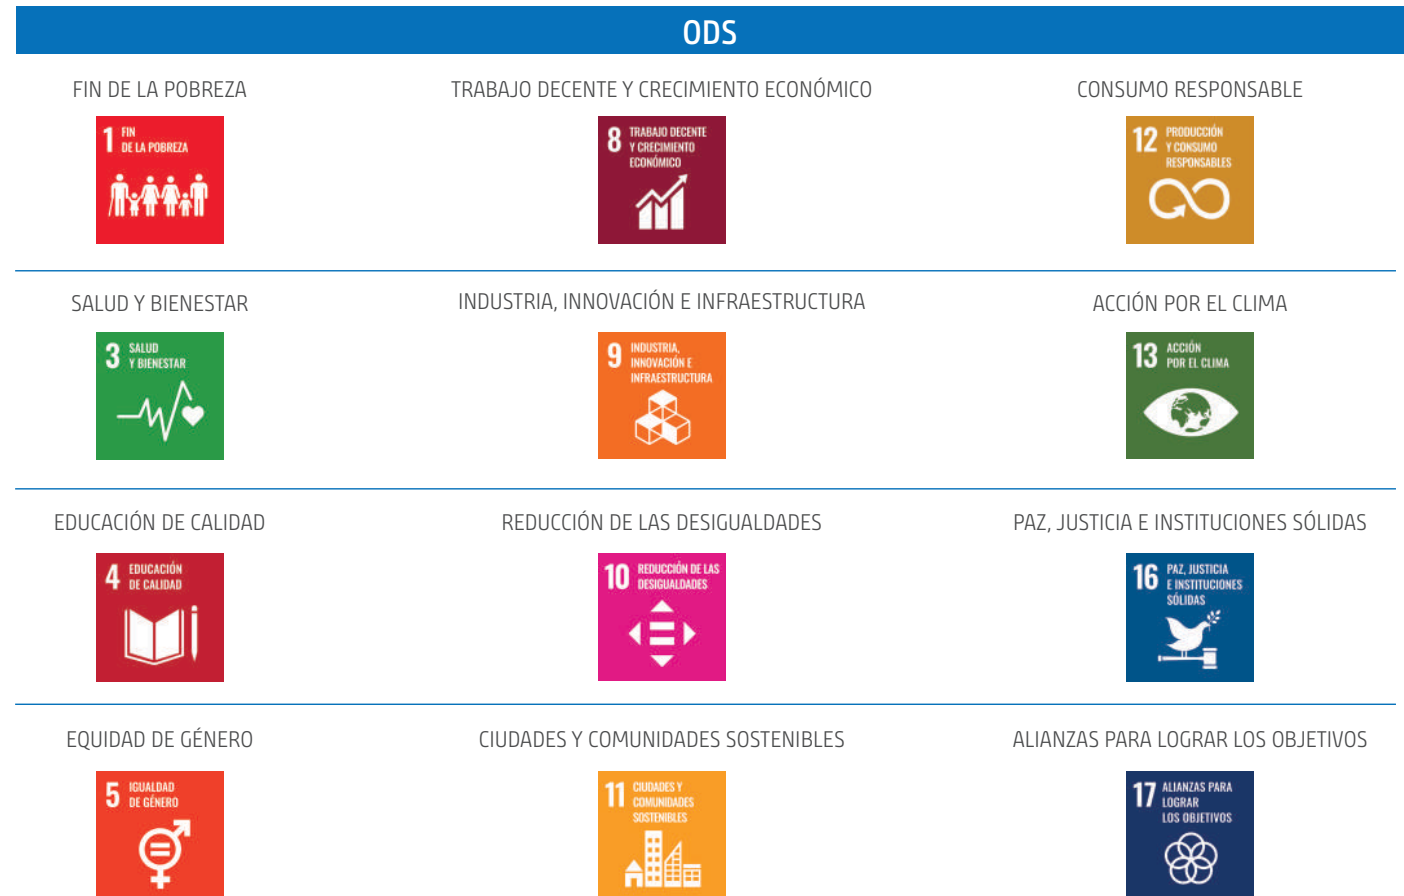 ODS
FIN DE LA POBREZA
TRABAJO DECENTE Y CRECIMIENTO ECONÓMICO
CONSUMO RESPONSABLE
1 FIN
DE LA POBREZA
8 TRABAJO DECENTE
Y CRECIMIENTO
ECONÓMICO
12 PRODUCCIÓN
Y CONSUMO
RESPONSABLES
SALUD Y BIENESTAR
INDUSTRIA, INNOVACIÓN E INFRAESTRUCTURA
ACCIÓN POR EL CLIMA
3 SALUD
Y BIENESTAR
9 INDUSTRIA,
INNOVACIÓN E
INFRAESTRUCTURA
13 ACCIÓN
POR EL CLIMA
EDUCACIÓN DE CALIDAD
REDUCCIÓN DE LAS DESIGUALDADES
PAZ, JUSTICIA E INSTITUCIONES SÓLIDAS
4 EDUCACIÓN
DE CALIDAD
10 REDUCCIÓN DE LAS
DESIGUALDADES
16 PAZ, JUSTICIA
E INSTITUCIONES
SÓLIDAS
EQUIDAD DE GÉNERO
CIUDADES Y COMUNIDADES SOSTENIBLES
ALIANZAS PARA LOGRAR LOS OBJETIVOS
5 IGUALDAD
DE GÉNERO
11 CIUDADES Y
COMUNIDADES
SOSTENIBLES
17 ALIANZAS PARA
LOGRAR
LOS OBJETIVOS